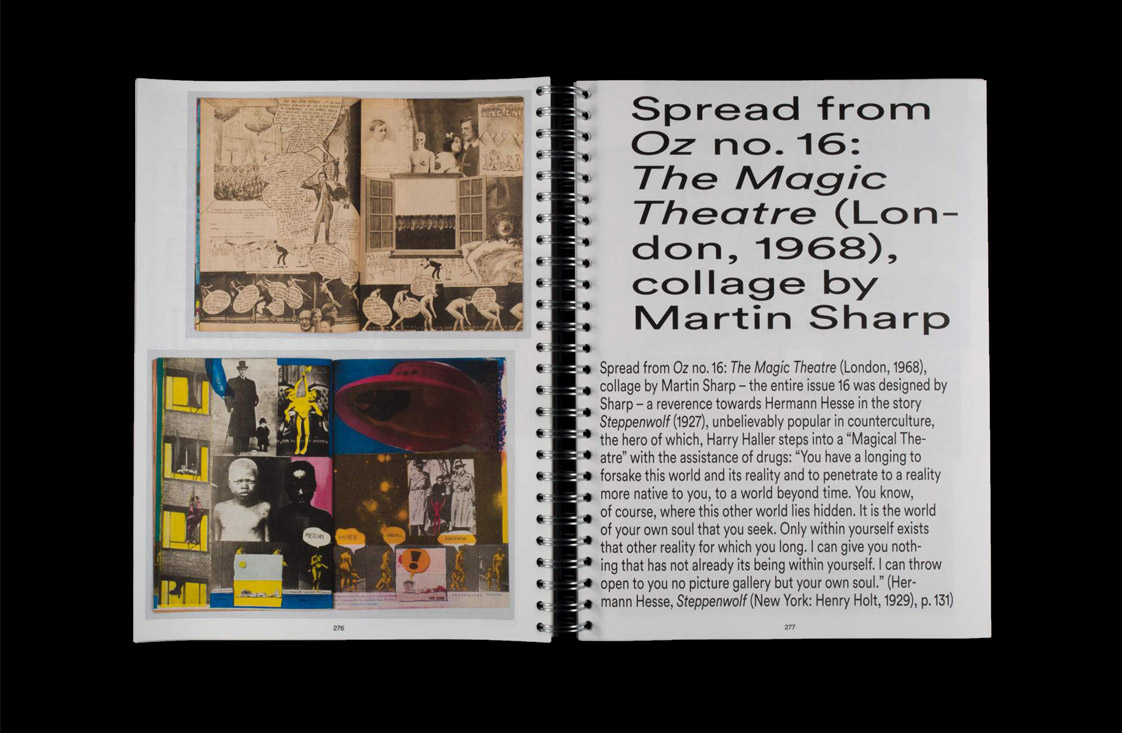 276
Spread from
Oz no. 16:
The Magic
Theatre (Lon-
don, 1968),
collage by
Martin Sharp
Spread from Oz no. 16: The Magic Theatre (London, 1968),
collage by Martin Sharp – the entire issue 16 was designed by
Sharp – a reverence towards Hermann Hesse in the story
Steppenwolf (1927), unbelievably popular in counterculture,
the hero of which, Harry Haller steps into a “Magical The-
atre” with the assistance of drugs: “You have a longing to
forsake this world and its reality and to penetrate to a reality
more native to you, to a world beyond time. You know,
of course, where this other world lies hidden. It is the world
of your own soul that you seek. Only within yourself exists
that other reality for which you long. I can give you noth-
ing that has not already its being within yourself. I can throw
open to you no picture gallery but your own soul.” (Her-
mann Hesse, Steppenwolf (New York: Henry Holt, 1929), p. 131)
277